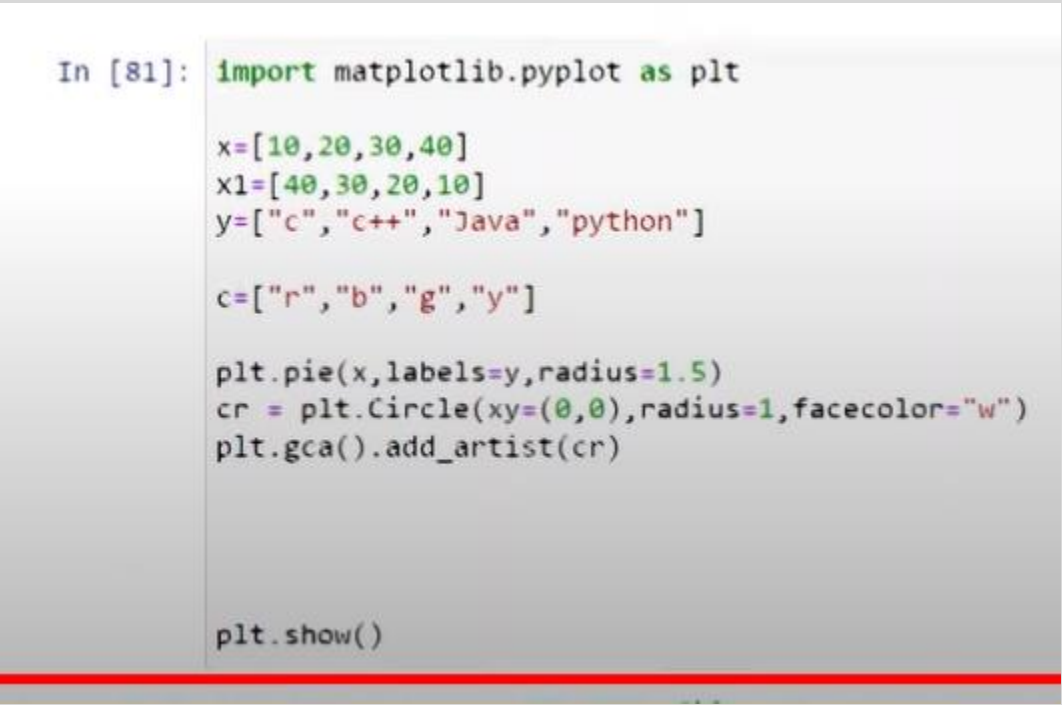 In [81]: import matplotlib.pyplot as plt
x=[10,20,30,40]
x1=[40,30,20,10]
y=["c","c++","Java","python"]
c=["r","b","g","y"]
plt.pie(x,labels=y,radius=1.5)
cr = plt.Circle(xy=(0,0),radius=1,facecolor="w")
plt.gca().add_artist(cr)
plt.show()